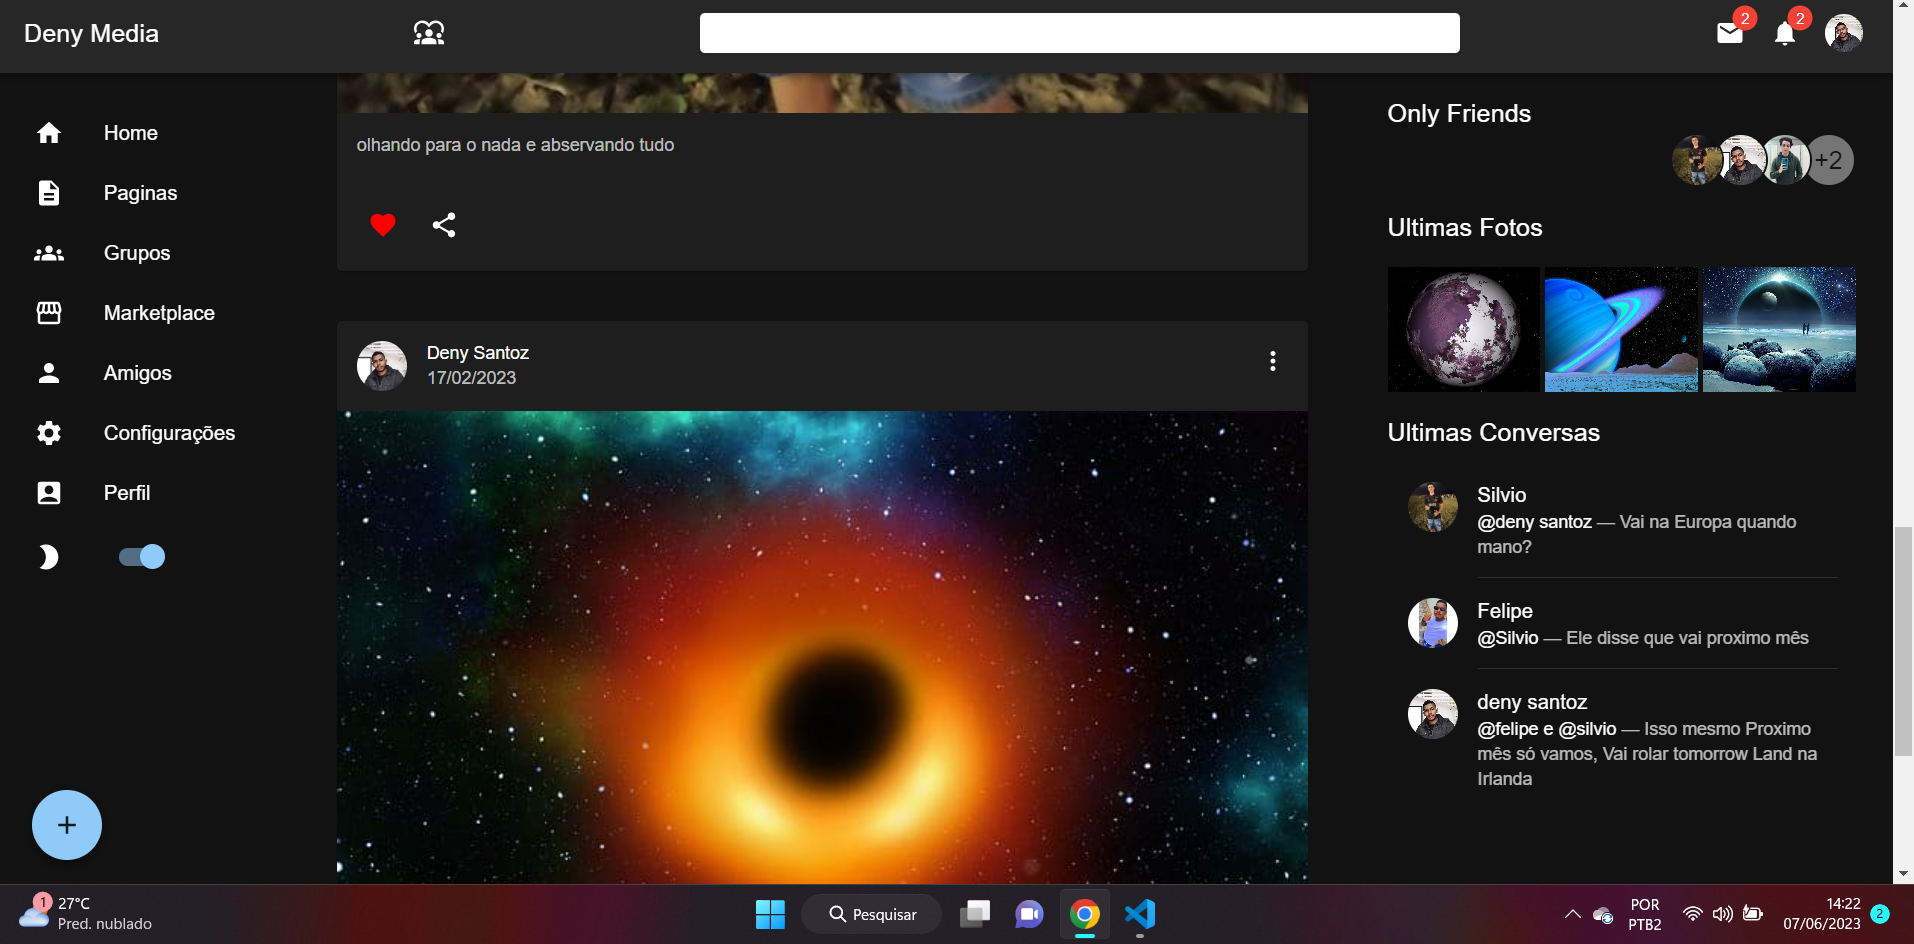 Deny Media
2
2
Home
Paginas
Grupos
Marketplace
Amigos
Configurações
Perfil
olhando para o nada e abservando tudo
Deny Santoz
17/02/2023
Only Friends
+2
Ultimas Fotos
Ultimas Conversas
Silvio
@deny santoz — Vai na Europa quando
mano?
Felipe
@Silvio — Ele disse que vai proximo mês
deny santoz
@felipe e @silvio — Isso mesmo Proximo
mês só vamos, Vai rolar tomorrow Land na
Irlanda
+
1
27°C
Pred. nublado
Pesquisar
POR
PTB2
14:22
07/06/2023
2